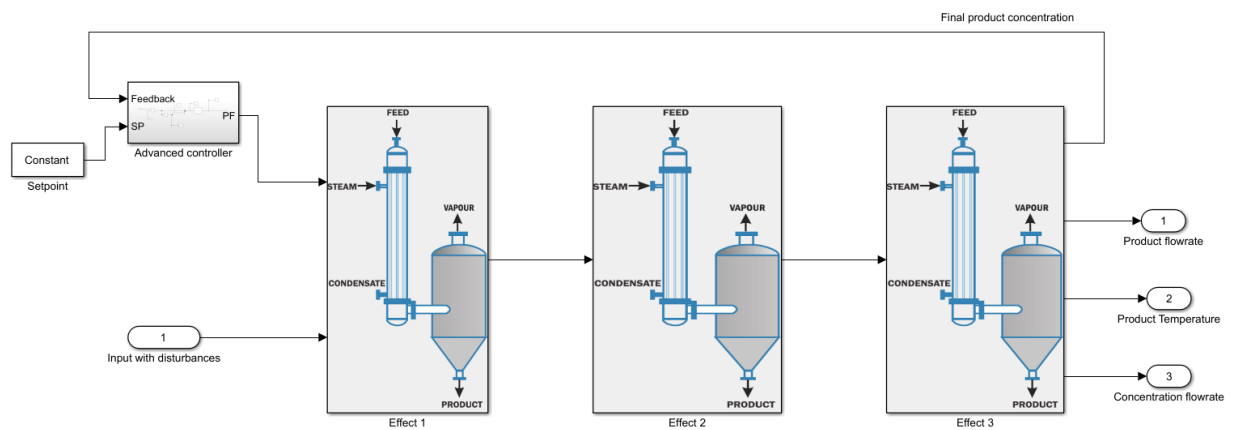 Final product concentration
Feedback
SP
PF
Advanced controller
Constant
Setpoint
1
Input with disturbances
FEED
STEAM
VAPOUR
CONDENSATE
PRODUCT
Effect 1
FEED
STEAM
VAPOUR
CONDENSATE
PRODUCT
Effect 2
FEED
STEAM
VAPOUR
CONDENSATE
PRODUCT
Effect 3
1
Product flowrate
2
Product Temperature
3
Concentration flowrate